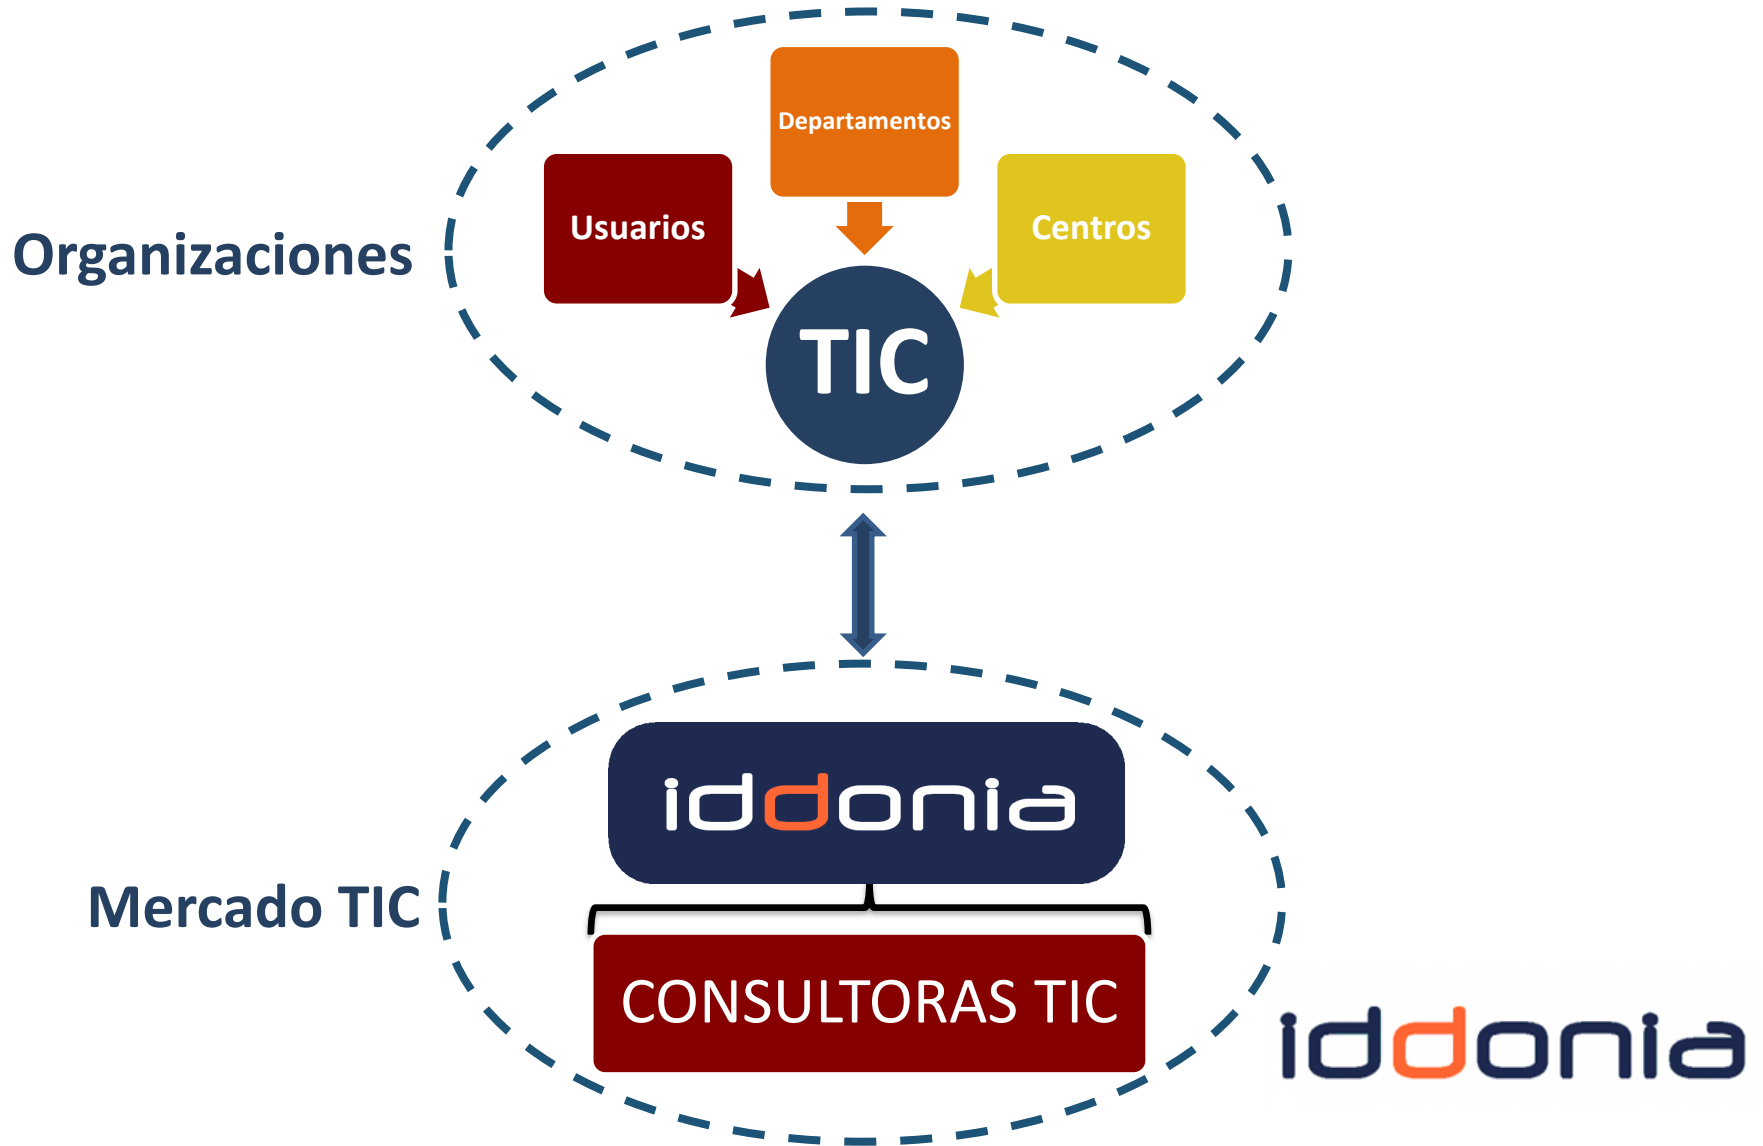 Departamentos
Usuarios
Centros
Organizaciones
TIC
iddonia
Mercado TIC
CONSULTORAS TIC
iddonia